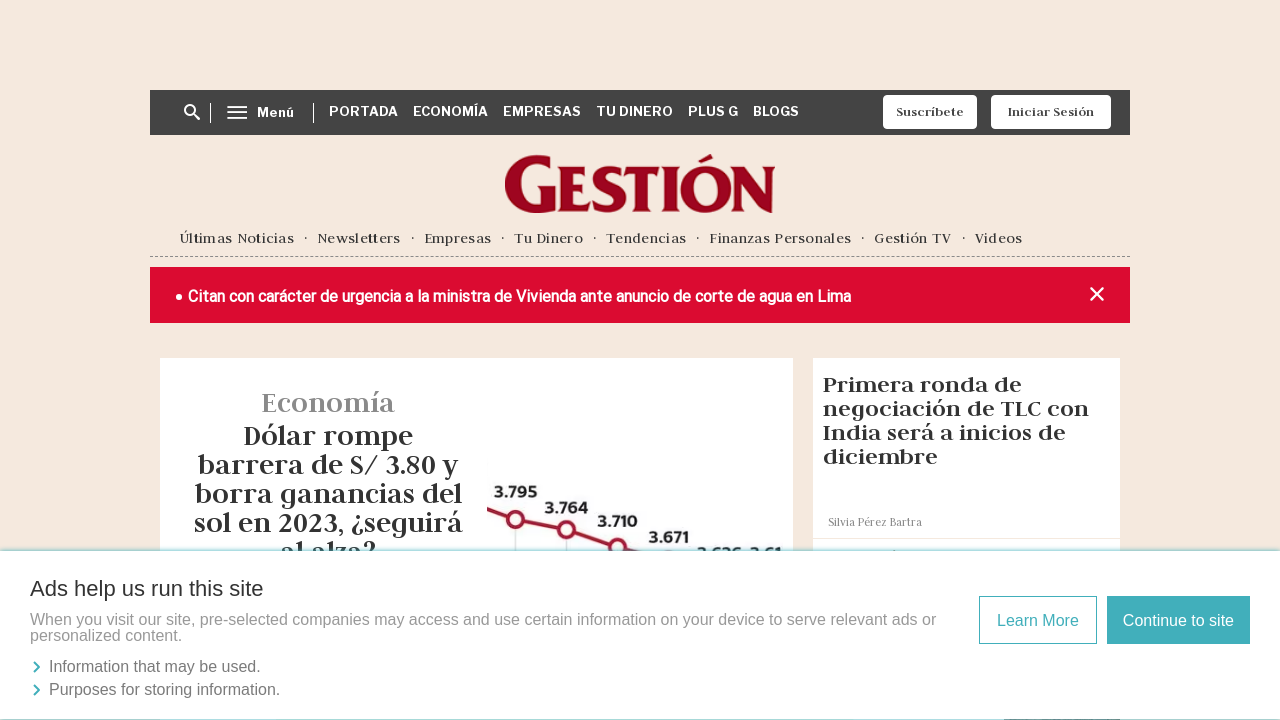 Menú
PORTADA ECONOMÍA EMPRESAS TU DINERO PLUS G BLOGS
Suscríbete
Iniciar Sesión
GESTIÓN
Últimas Noticias · Newsletters · Empresas · Tu Dinero · Tendencias · Finanzas Personales · Gestión TV · Videos
Citan con carácter de urgencia a la ministra de Vivienda ante anuncio de corte de agua en Lima
Economía
Dólar rompe
barrera de S/ 3.80 y
borra ganancias del
sol en 2023, ¿seguirá
al alza?
3.795
3.764
3.710
3.671
Primera ronda de
negociación de TLC con
India será a inicios de
diciembre
Silvia Pérez Bartra
Ads help us run this site
When you visit our site, pre-selected companies may access and use certain information on your device to serve relevant ads or
personalized content.
Information that may be used.
Purposes for storing information.
Learn More
Continue to site